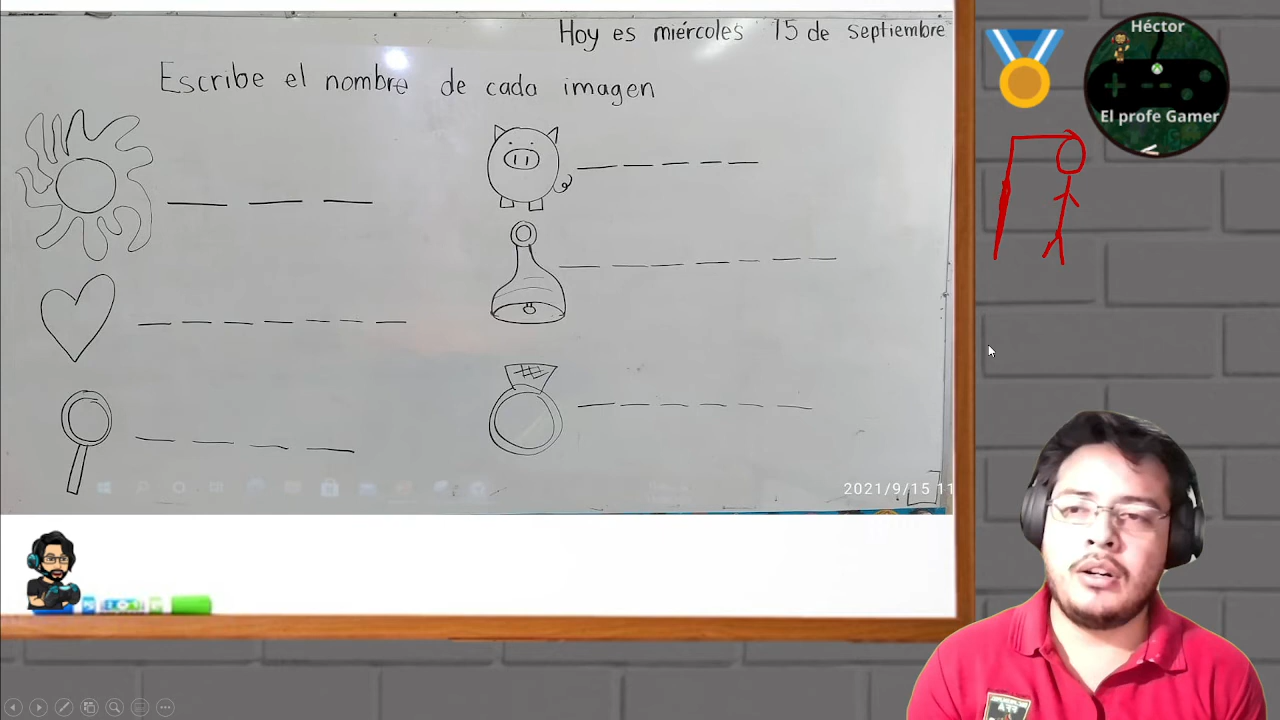 Hoy es miércoles 15 de septiembre
Escribe el nombre de cada imagen
Héctor
El profe Gamer
2021/9/15 11